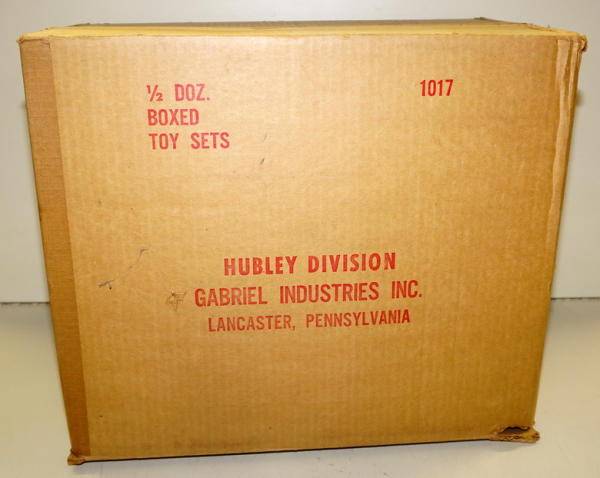 ½ DOZ.
BOXED
TOY SETS
1017
HUBLEY DIVISION
GABRIEL INDUSTRIES INC.
LANCASTER, PENNSYLVANIA